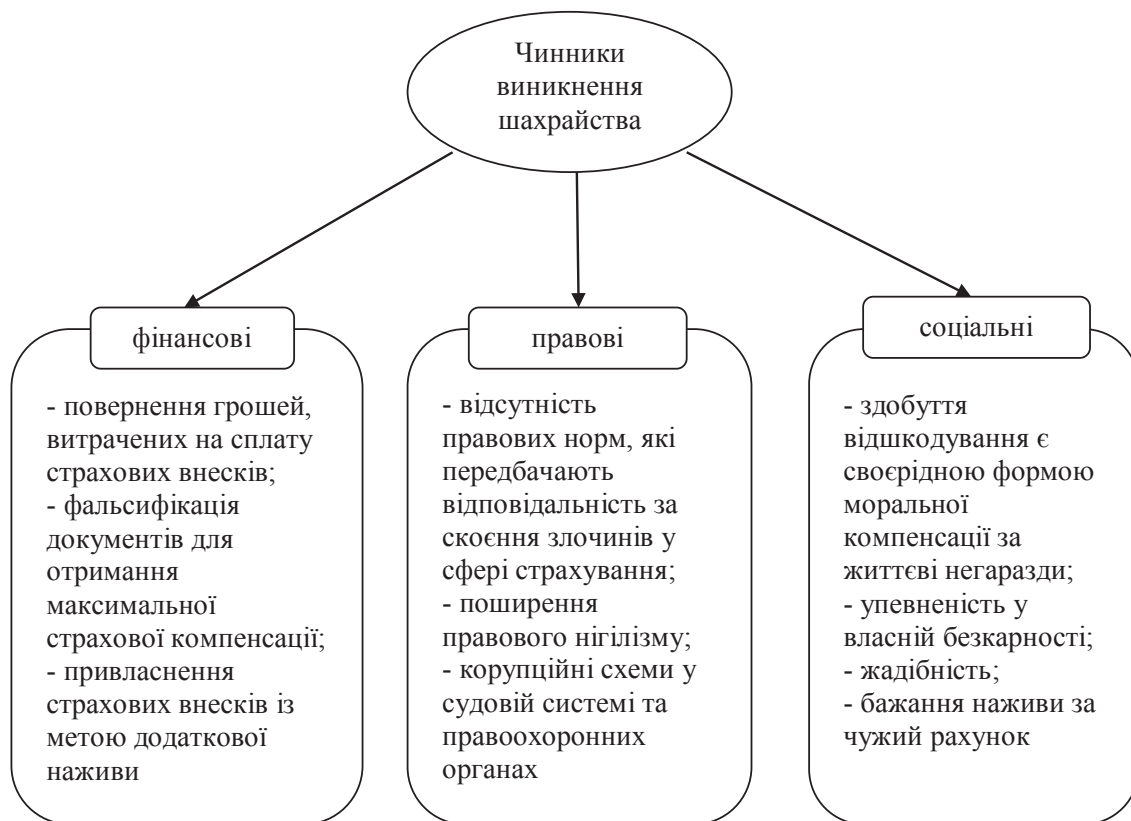 Чинники
виникнення
шахрайства
фінансові
- повернення грошей,
витрачених на сплату
страхових внесків;
- фальсифікація
документів для
отримання
максимальної
страхової компенсації;
- привласнення
страхових внесків із
метою додаткової
наживи
правові
- відсутність
правових норм, які
передбачають
відповідальність за
скоєння злочинів у
сфері страхування;
- поширення
правового нігілізму;
- корупційні схеми у
судовій системі та
правоохоронних
органах
соціальні
- здобуття
відшкодування є
своєрідною формою
моральної
компенсації за
життєві негаразди;
- упевненість у
власній безкарності;
- жадібність;
- бажання наживи за
чужий рахунок